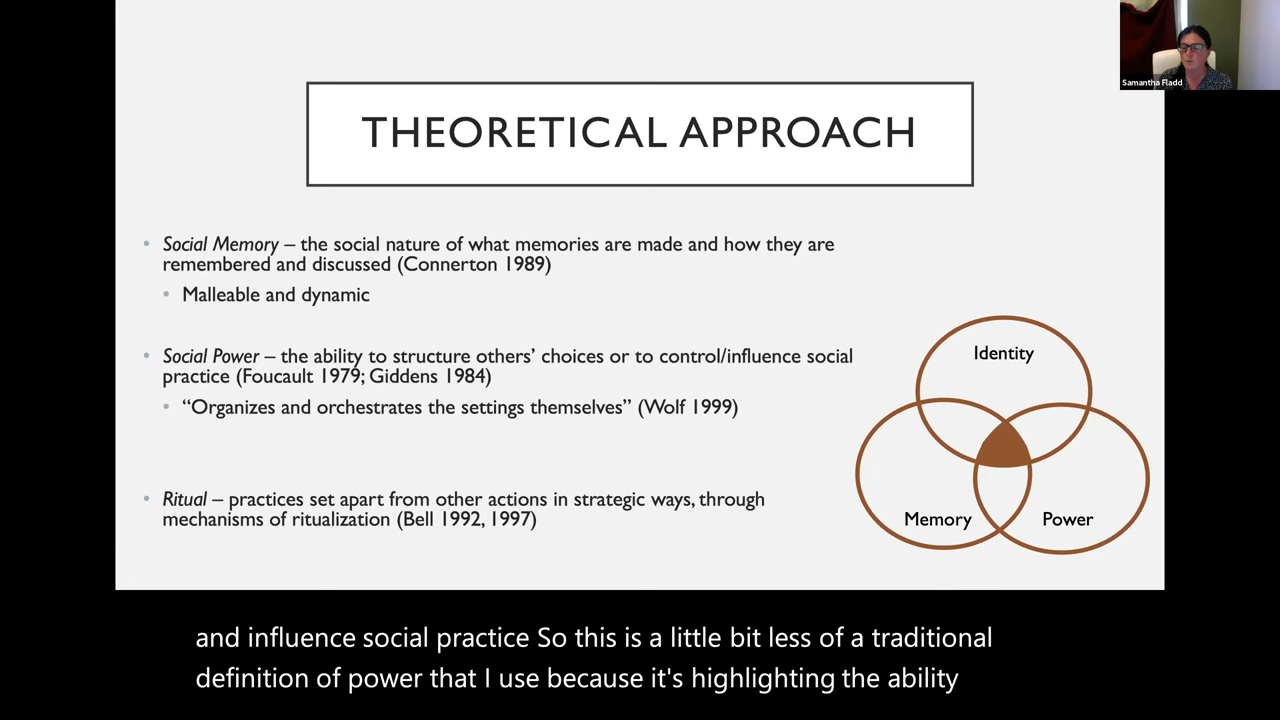 Samantha Fladd
THEORETICAL APPROACH
• Social Memory – the social nature of what memories are made and how they are
remembered and discussed (Connerton 1989)
• Malleable and dynamic
• Social Power – the ability to structure others’ choices or to control/influence social
practice (Foucault 1979; Giddens 1984)
• “Organizes and orchestrates the settings themselves” (Wolf 1999)
• Ritual – practices set apart from other actions in strategic ways, through
mechanisms of ritualization (Bell 1992, 1997)
Identity
Memory
Power
and influence social practice So this is a little bit less of a traditional
definition of power that I use because it's highlighting the ability